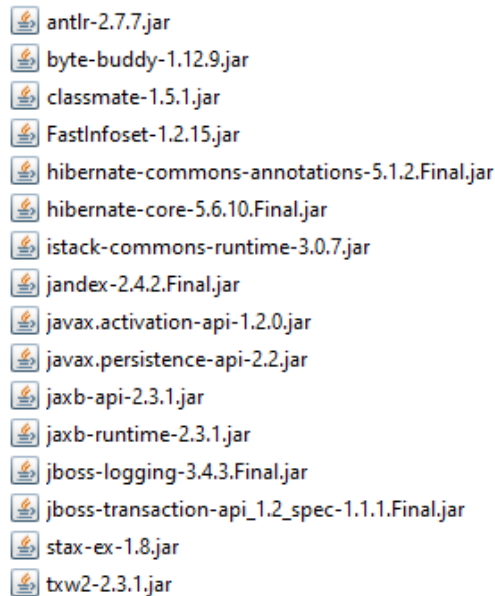 antlr-2.7.7.jar
byte-buddy-1.12.9.jar
classmate-1.5.1.jar
FastInfoset-1.2.15.jar
hibernate-commons-annotations-5.1.2.Final.jar
hibernate-core-5.6.10.Final.jar
istack-commons-runtime-3.0.7.jar
jandex-2.4.2.Final.jar
javax.activation-api-1.2.0.jar
javax.persistence-api-2.2.jar
jaxb-api-2.3.1.jar
jaxb-runtime-2.3.1.jar
jboss-logging-3.4.3.Final.jar
jboss-transaction-api_1.2_spec-1.1.1.Final.jar
stax-ex-1.8.jar
txw2-2.3.1.jar